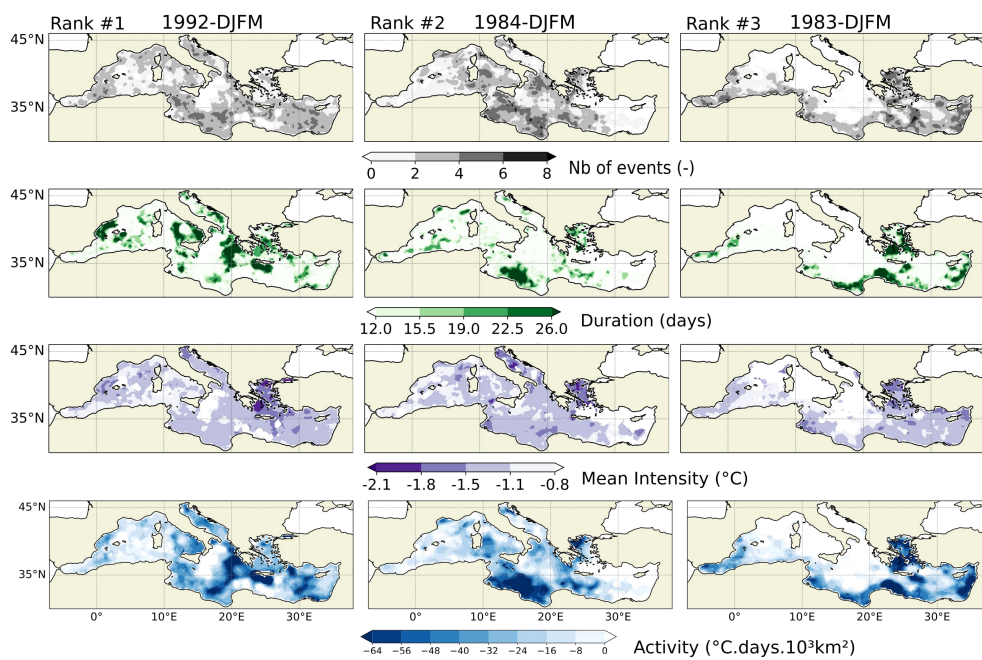 Rank #1 1992-DJFM Rank #2 1984-DJFM Rank #3 1983-DJFM
45°N
35°N
0 2 4 6 8 Nb of events (-)
45°N
35°N
12.0 15.5 19.0 22.5 26.0 Duration (days)
45°N
35°N
-2.1 -1.8 -1.5 -1.1 -0.8 Mean Intensity (°C)
45°N
35°N
0° 10°E 20°E 30°E 0° 10°E 20°E 30°E 0° 10°E 20°E 30°E
−64 −56 −48 −40 −32 −24 −16 −8 0 Activity (°C.days.10³km²)